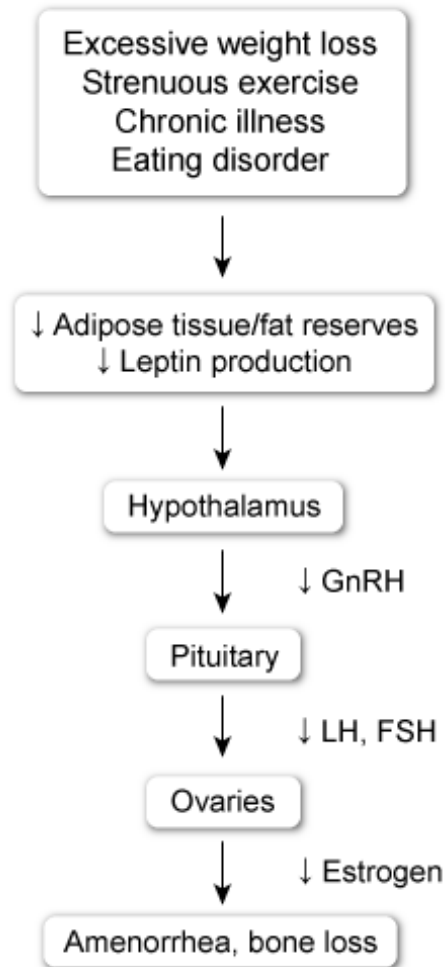 Excessive weight loss
Strenuous exercise
Chronic illness
Eating disorder
↓ Adipose tissue/fat reserves
↓ Leptin production
Hypothalamus
↓ GnRH
Pituitary
↓ LH, FSH
Ovaries
↓ Estrogen
Amenorrhea, bone loss